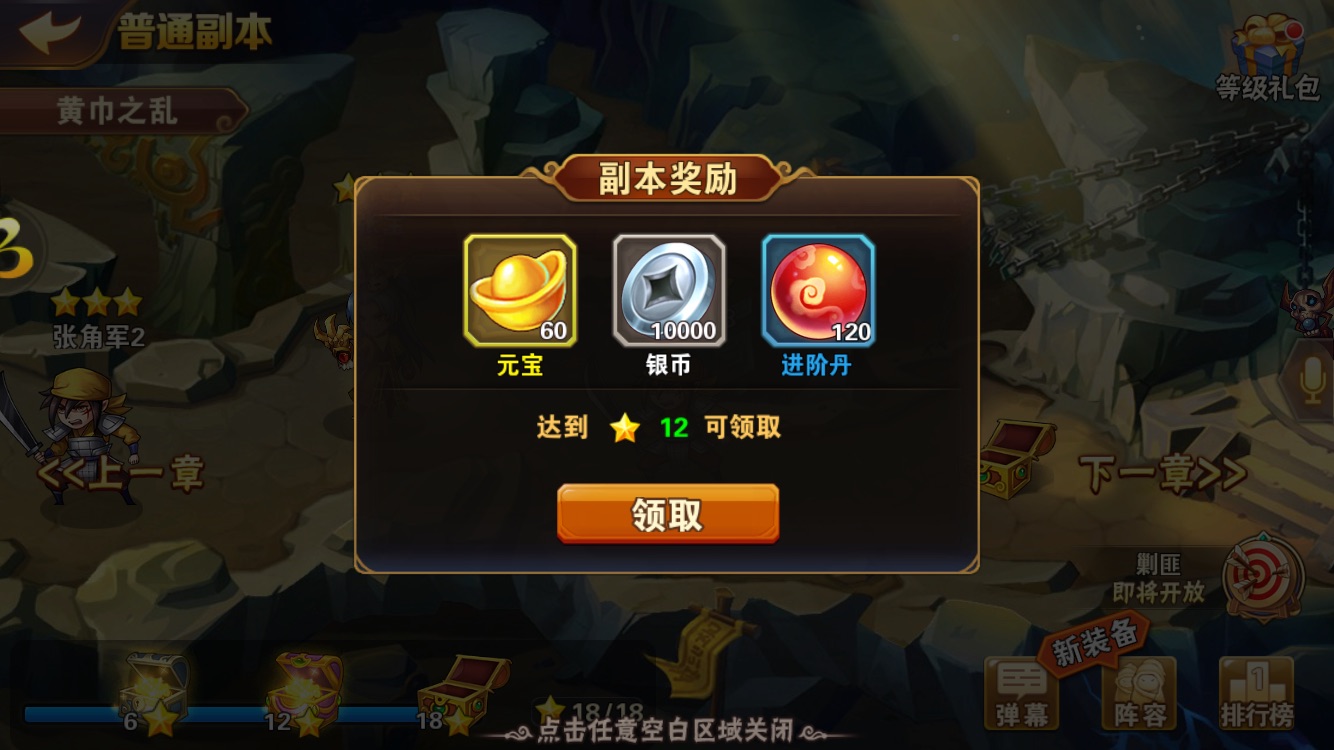 普通副本
等级礼包
黄巾之乱
副本奖励
3
60
10000
120
元宝
银币
进阶丹
张角军2
达到 12 可领取
<<上一章
下一章>>
领取
剿匪
即将开放
新装备
6
12
18
18/18
弹幕
阵容
1
排行榜
点击任意空白区域关闭